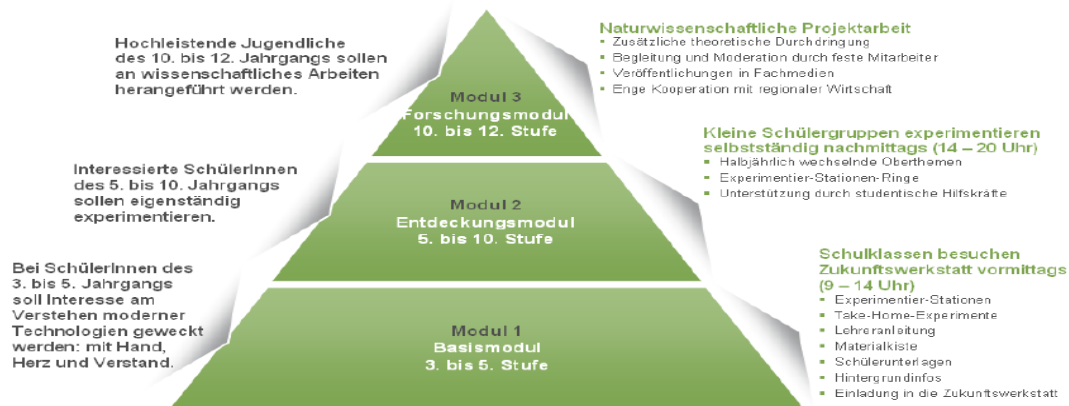 Hochleistende Jugendliche
des 10. bis 12. Jahrgangs sollen
an wissenschaftliches Arbeiten
herangeführt werden.
Modul 3
Forschungsmodul
10. bis 12. Stufe
Naturwissenschaftliche Projektarbeit
▪ Zusätzliche theoretische Durchdringung
▪ Begleitung und Moderation durch feste Mitarbeiter
▪ Veröffentlichungen in Fachmedien
▪ Enge Kooperation mit regionaler Wirtschaft
Interessierte SchülerInnen
des 5. bis 10. Jahrgangs
sollen eigenständig
experimentieren.
Modul 2
Entdeckungsmodul
5. bis 10. Stufe
Kleine Schülergruppen experimentieren
selbstständig nachmittags (14 – 20 Uhr)
▪ Halbjährlich wechselnde Oberthemen
▪ Experimentier-Stationen-Ringe
▪ Unterstützung durch studentische Hilfskräfte
Bei SchülerInnen des
3. bis 5. Jahrgangs
soll Interesse am
Verstehen moderner
Technologien geweckt
werden: mit Hand,
Herz und Verstand.
Modul 1
Basismodul
3. bis 5. Stufe
Schulklassen besuchen
Zukunftswerkstatt vormittags
(9 – 14 Uhr)
▪ Experimentier-Stationen
▪ Take-Home-Experimente
▪ Lehreranleitung
▪ Materialkiste
▪ Schülerunterlagen
▪ Hintergrundinfos
▪ Einladung in die Zukunftswerkstatt